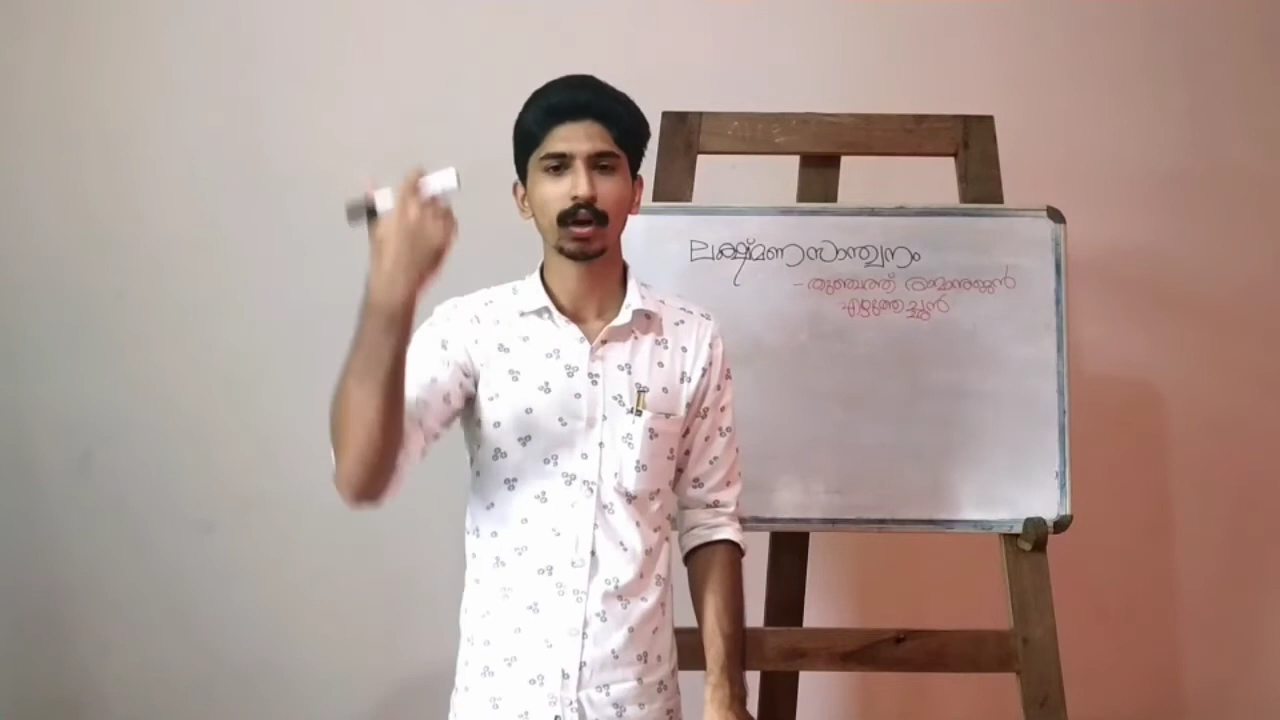 ലക്ഷ്മണസാന്ത്വനം
- തുഞ്ചത്ത് രാമാനുജൻ
എഴുത്തച്ഛൻ